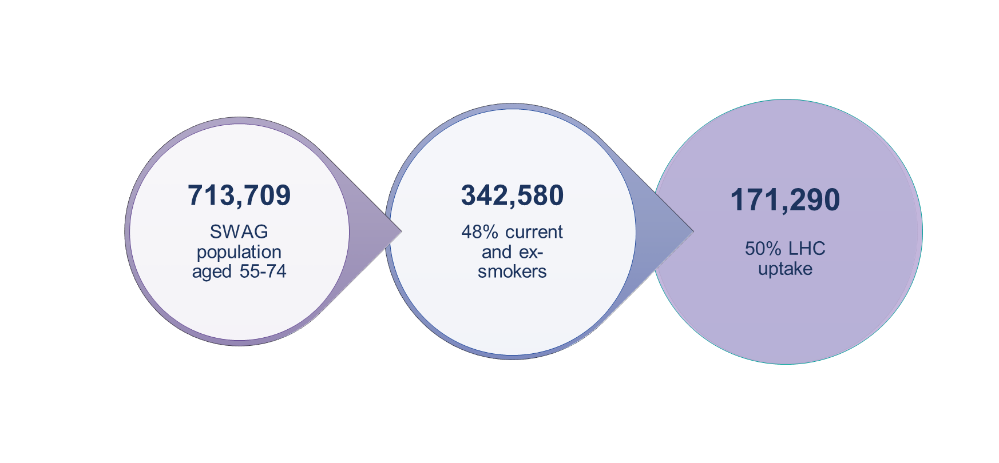 713,709
SWAG
population
aged 55-74
342,580
48% current
and ex-
smokers
171,290
50% LHC
uptake